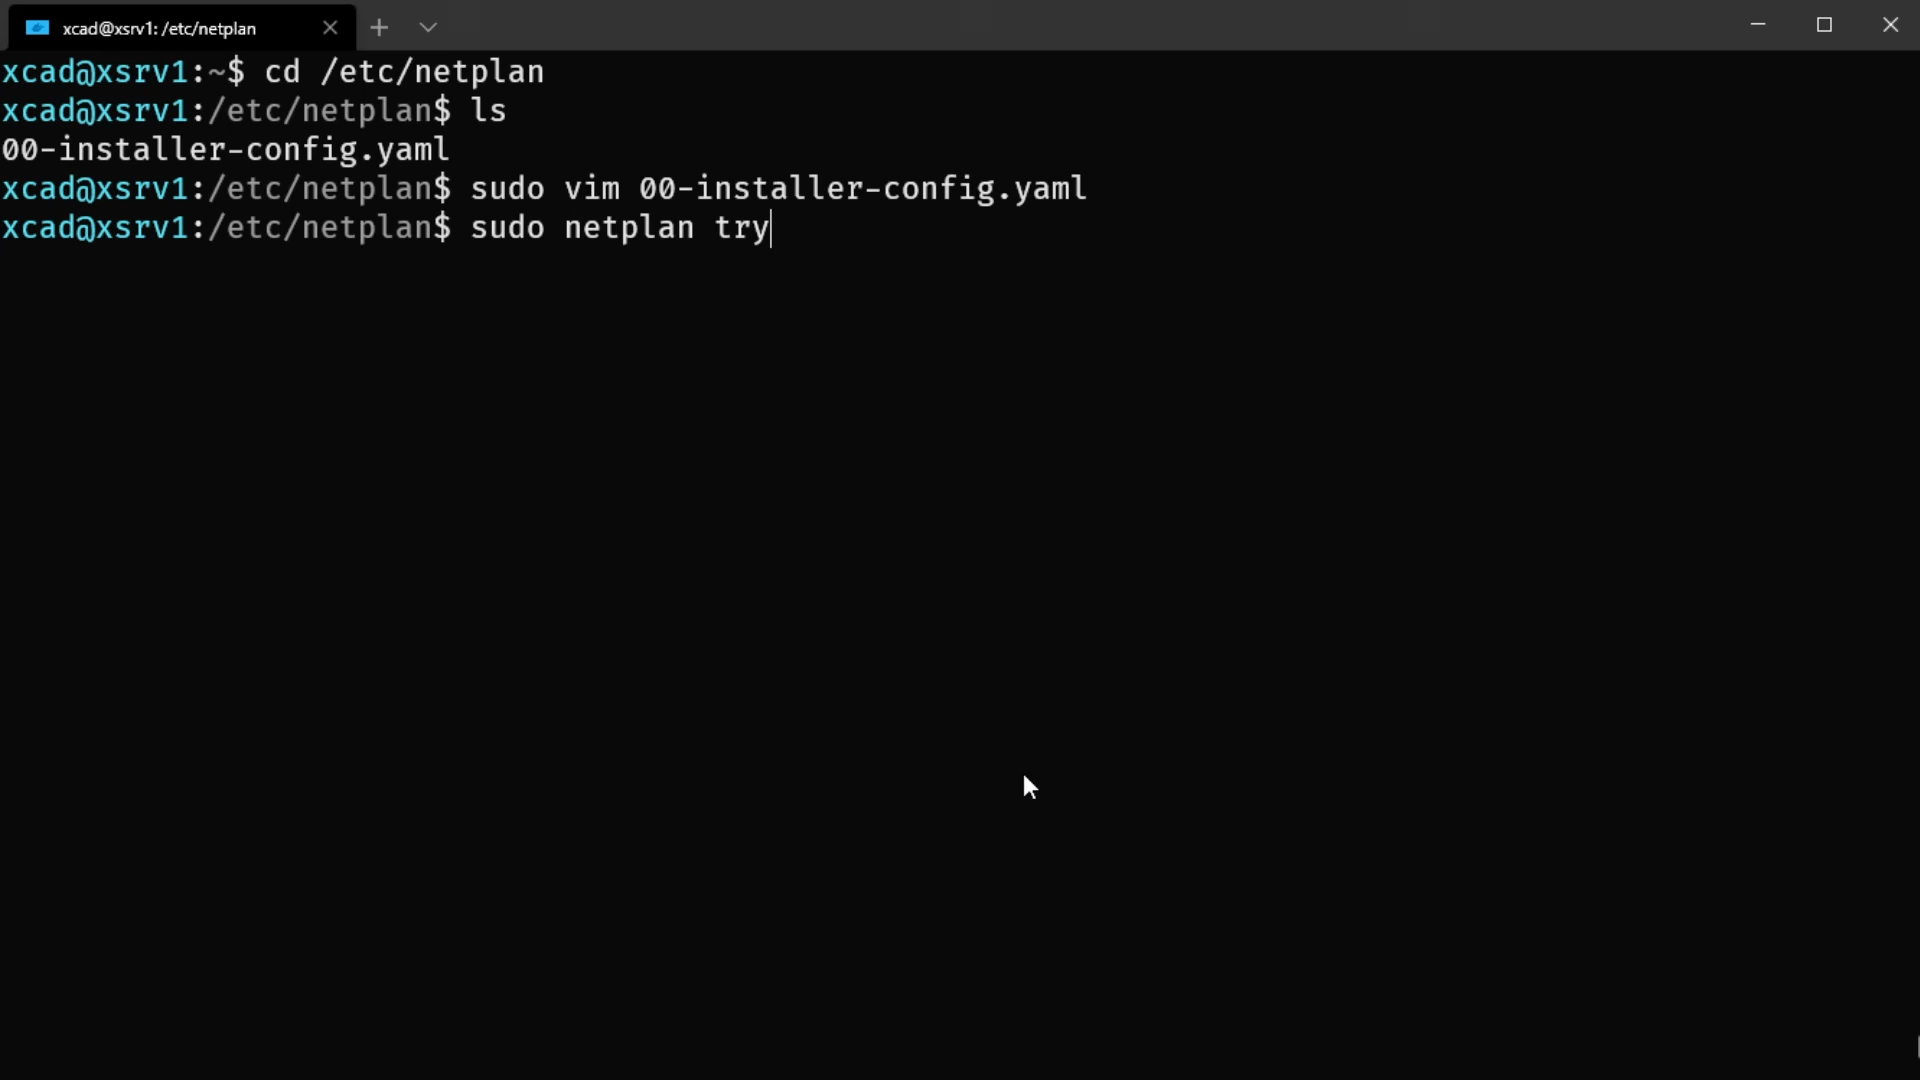 xcad@xsrv1: /etc/netplan
xcad@xsrv1:~$ cd /etc/netplan
xcad@xsrv1:/etc/netplan$ ls
00-installer-config.yaml
xcad@xsrv1:/etc/netplan$ sudo vim 00-installer-config.yaml
xcad@xsrv1:/etc/netplan$ sudo netplan try